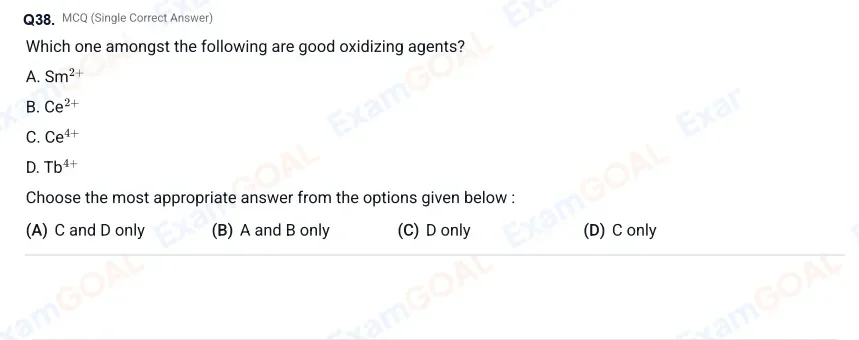 Q38. MCQ (Single Correct Answer)
Which one amongst the following are good oxidizing agents?
A. Sm²⁺
B. Ce²⁺
C. Ce⁴⁺
D. Tb⁴⁺
Choose the most appropriate answer from the options given below :
(A) C and D only (B) A and B only (C) D only (D) C only
ExamGOAL